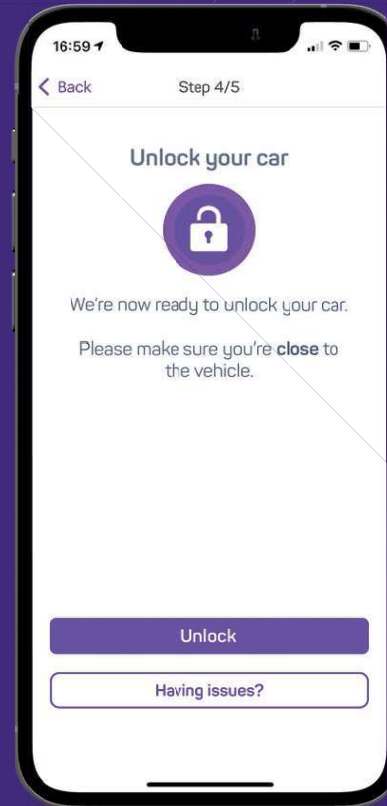 16:59
Back
Step 4/5
Unlock your car
We're now ready to unlock your car.
Please make sure you're close to
the vehicle.
Unlock
Having issues?